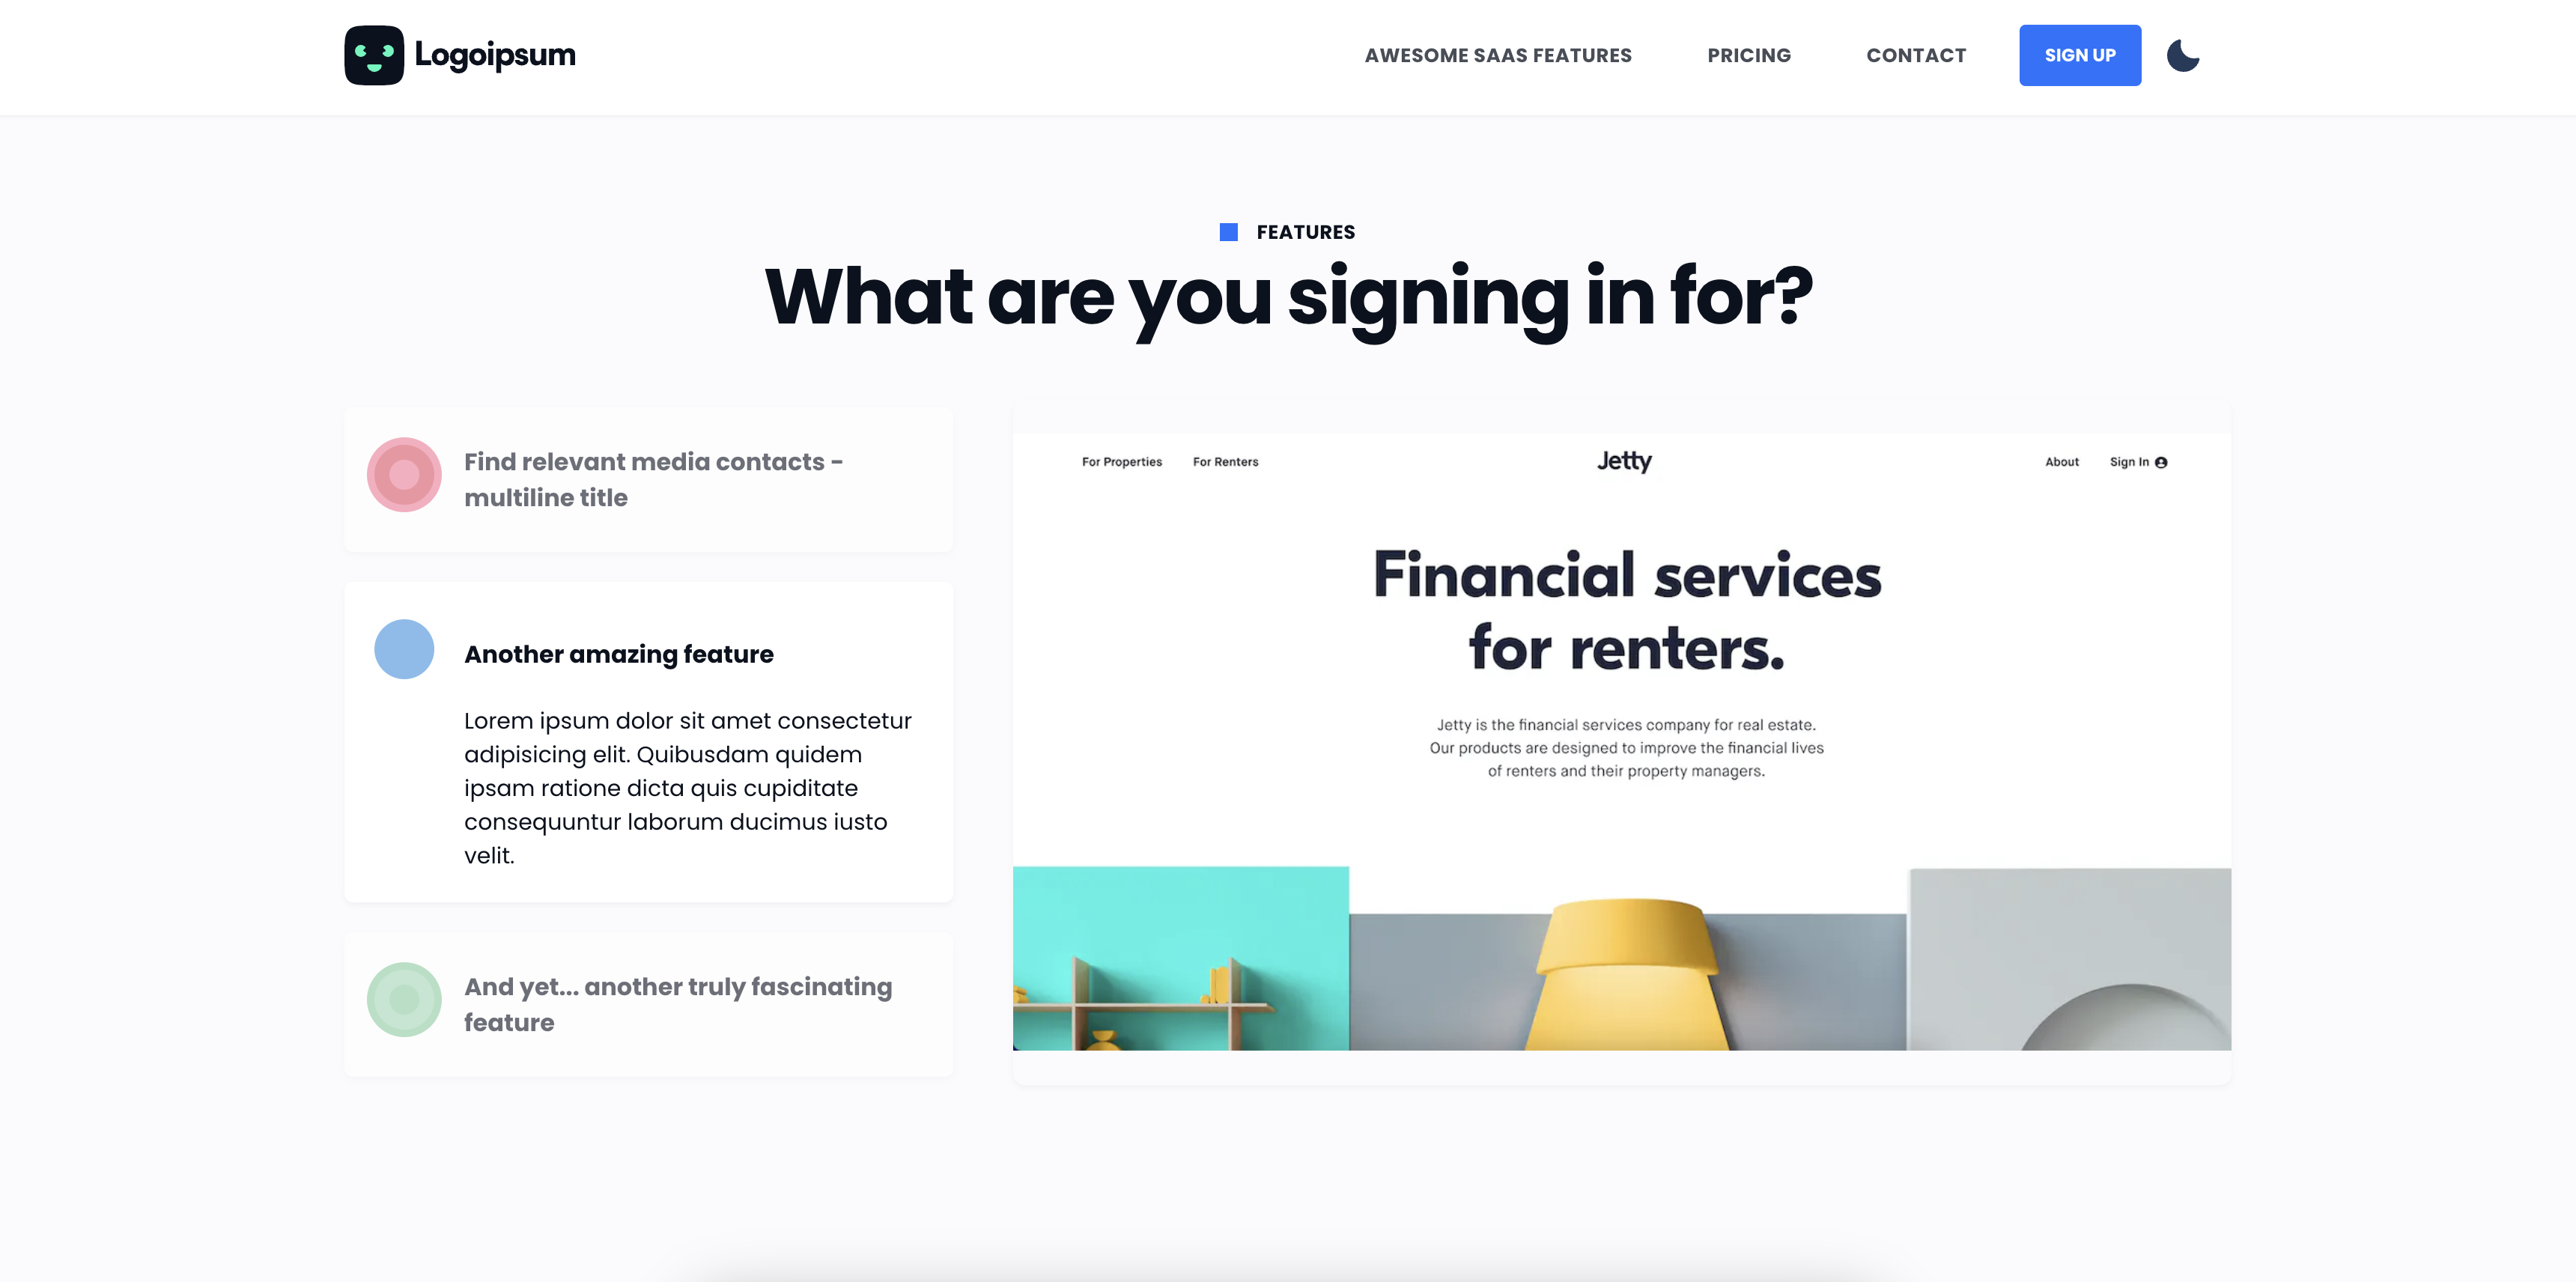 Logoipsum
AWESOME SAAS FEATURES
PRICING
CONTACT
SIGN UP
FEATURES
What are you signing in for?
Find relevant media contacts -
multiline title
Another amazing feature
Lorem ipsum dolor sit amet consectetur
adipisicing elit. Quibusdam quidem
ipsam ratione dicta quis cupiditate
consequuntur laborum ducimus iusto
velit.
And yet... another truly fascinating
feature
For Properties
For Renters
Jetty
About
Sign In
Financial services
for renters.
Jetty is the financial services company for real estate.
Our products are designed to improve the financial lives
of renters and their property managers.